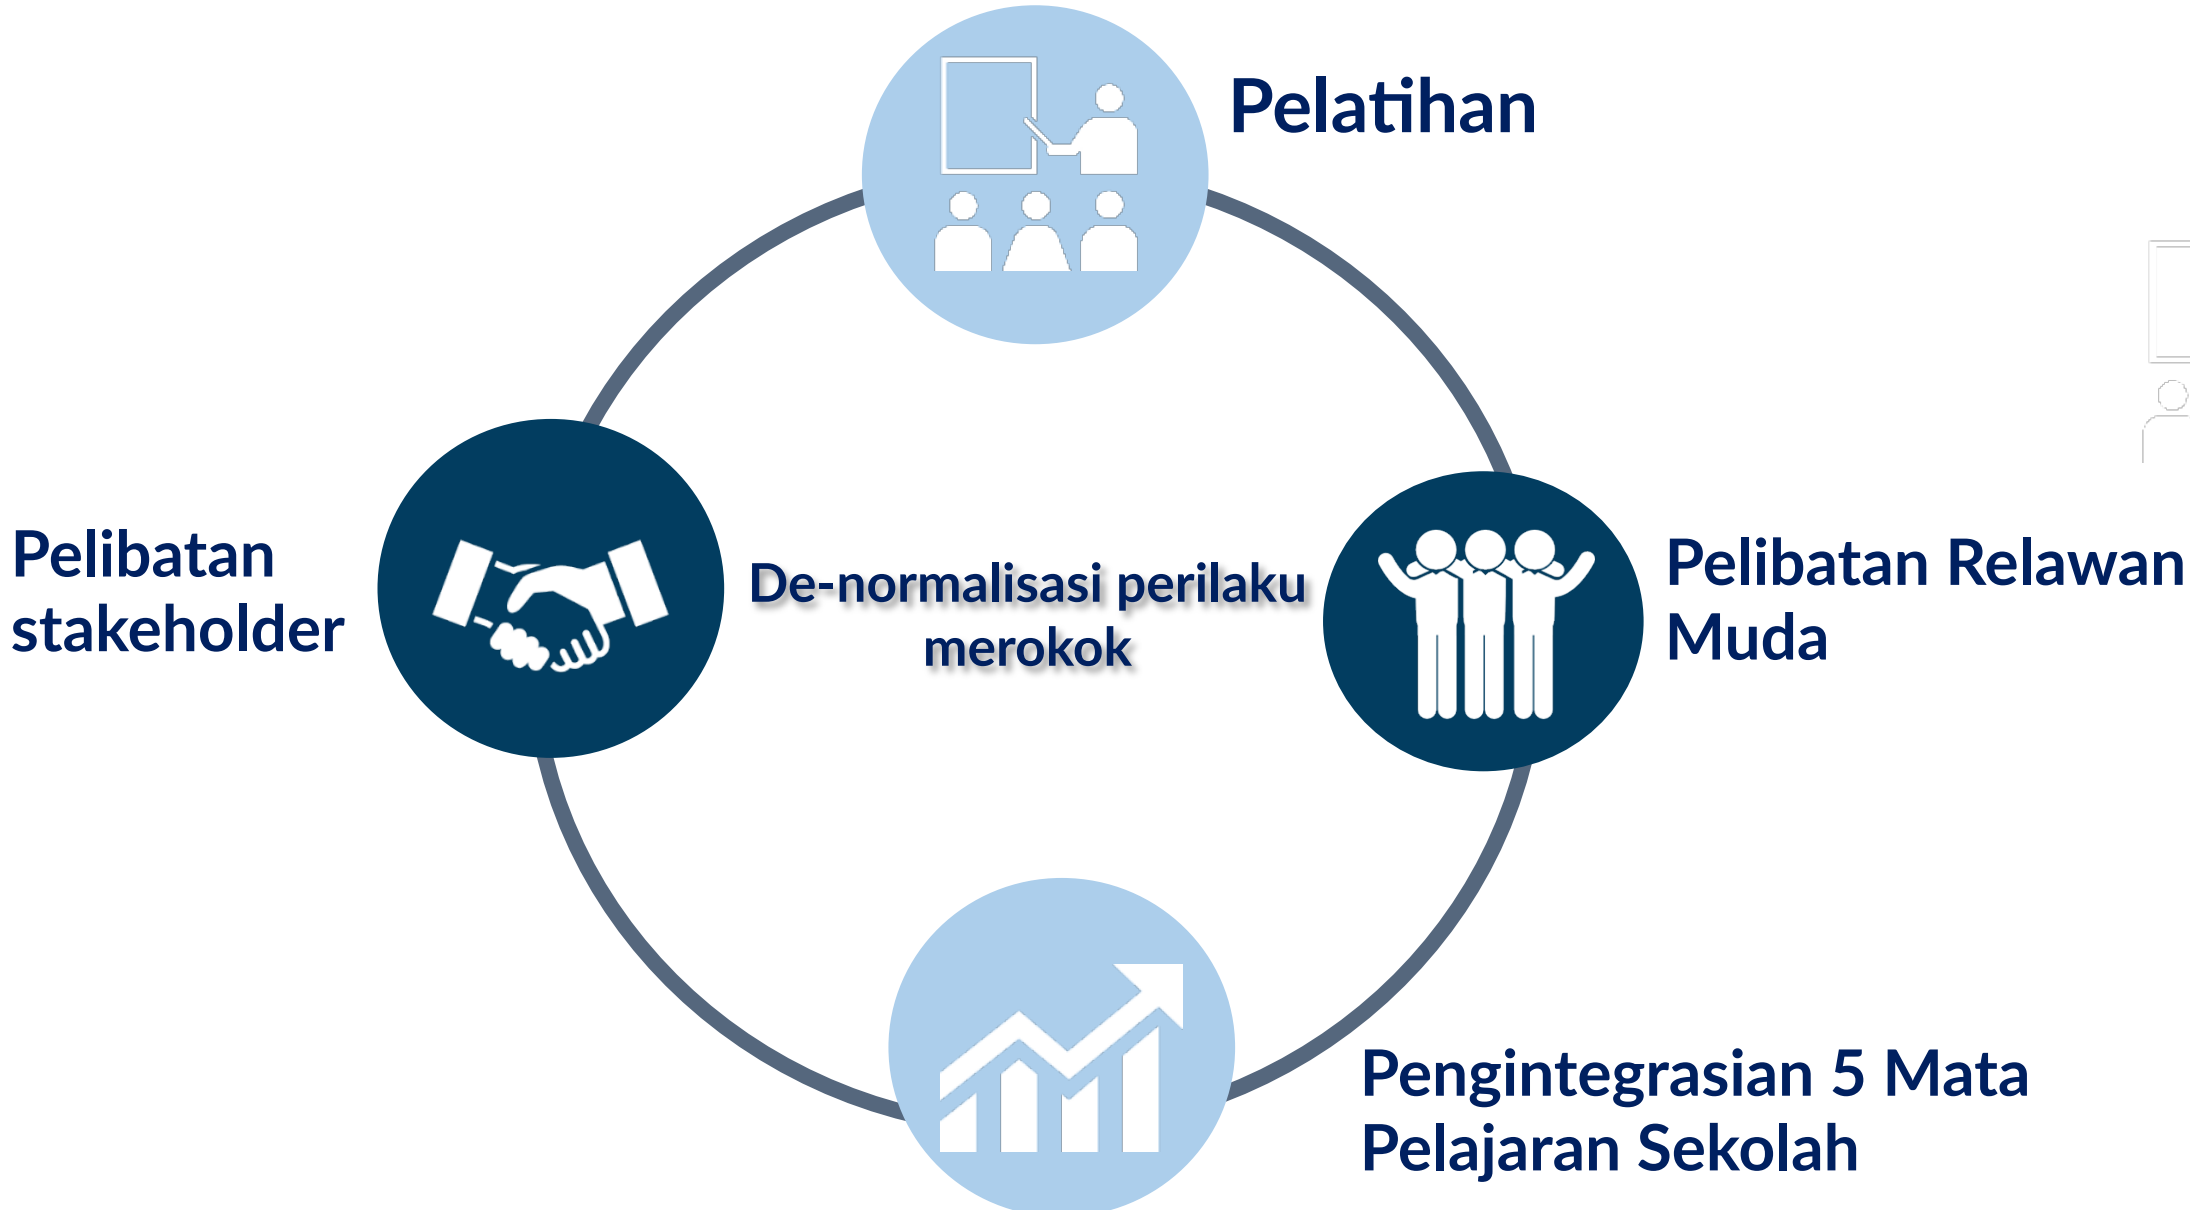 Pelatihan
Pelibatan
stakeholder
De-normalisasi perilaku
merokok
Pelibatan Relawan
Muda
Pengintegrasian 5 Mata
Pelajaran Sekolah